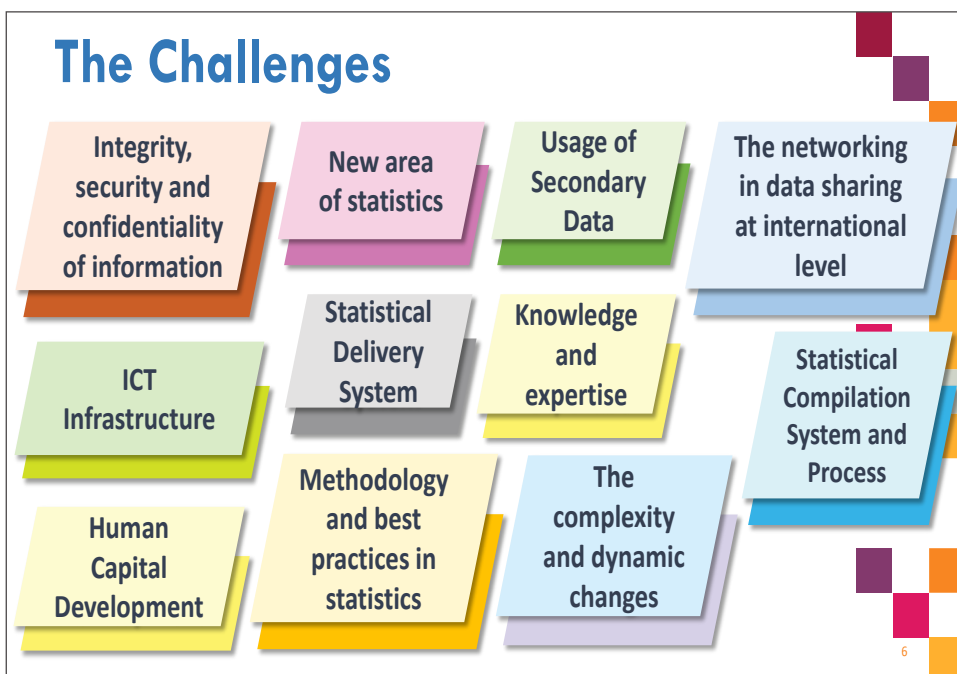 The Challenges
Integrity,
security and
confidentiality
of information
New area
of statistics
Usage of
Secondary
Data
The networking
in data sharing
at international
level
ICT
Infrastructure
Statistical
Delivery
System
Knowledge
and
expertise
Statistical
Compilation
System and
Process
Human
Capital
Development
Methodology
and best
practices in
statistics
The
complexity
and dynamic
changes
6